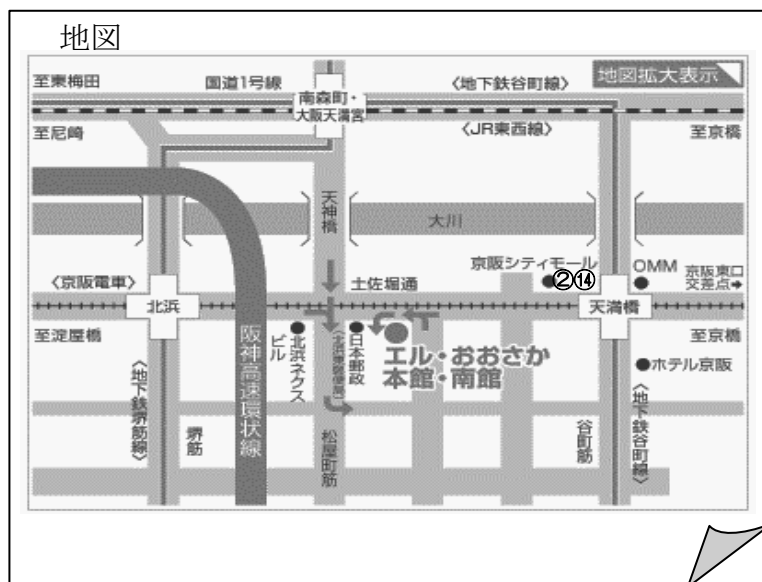 地図
地図拡大表示
至東梅田
国道1号線
南森町・
大阪天満宮
〈地下鉄谷町線〉
至尼崎
〈JR東西線〉
至京橋
天神橋
大川
京阪シティモール
②⑭
OMM
京阪東口
交差点➡
〈京阪電車〉
土佐堀通
北浜
天満橋
至淀屋橋
至京橋
阪神高速環状線
北浜ネクス
ビル
日本郵政
エル・おおさか
本館・南館
ホテル京阪
〈地下鉄堺筋線〉
堺筋
松屋町筋
谷町筋
〈地下鉄谷町線〉